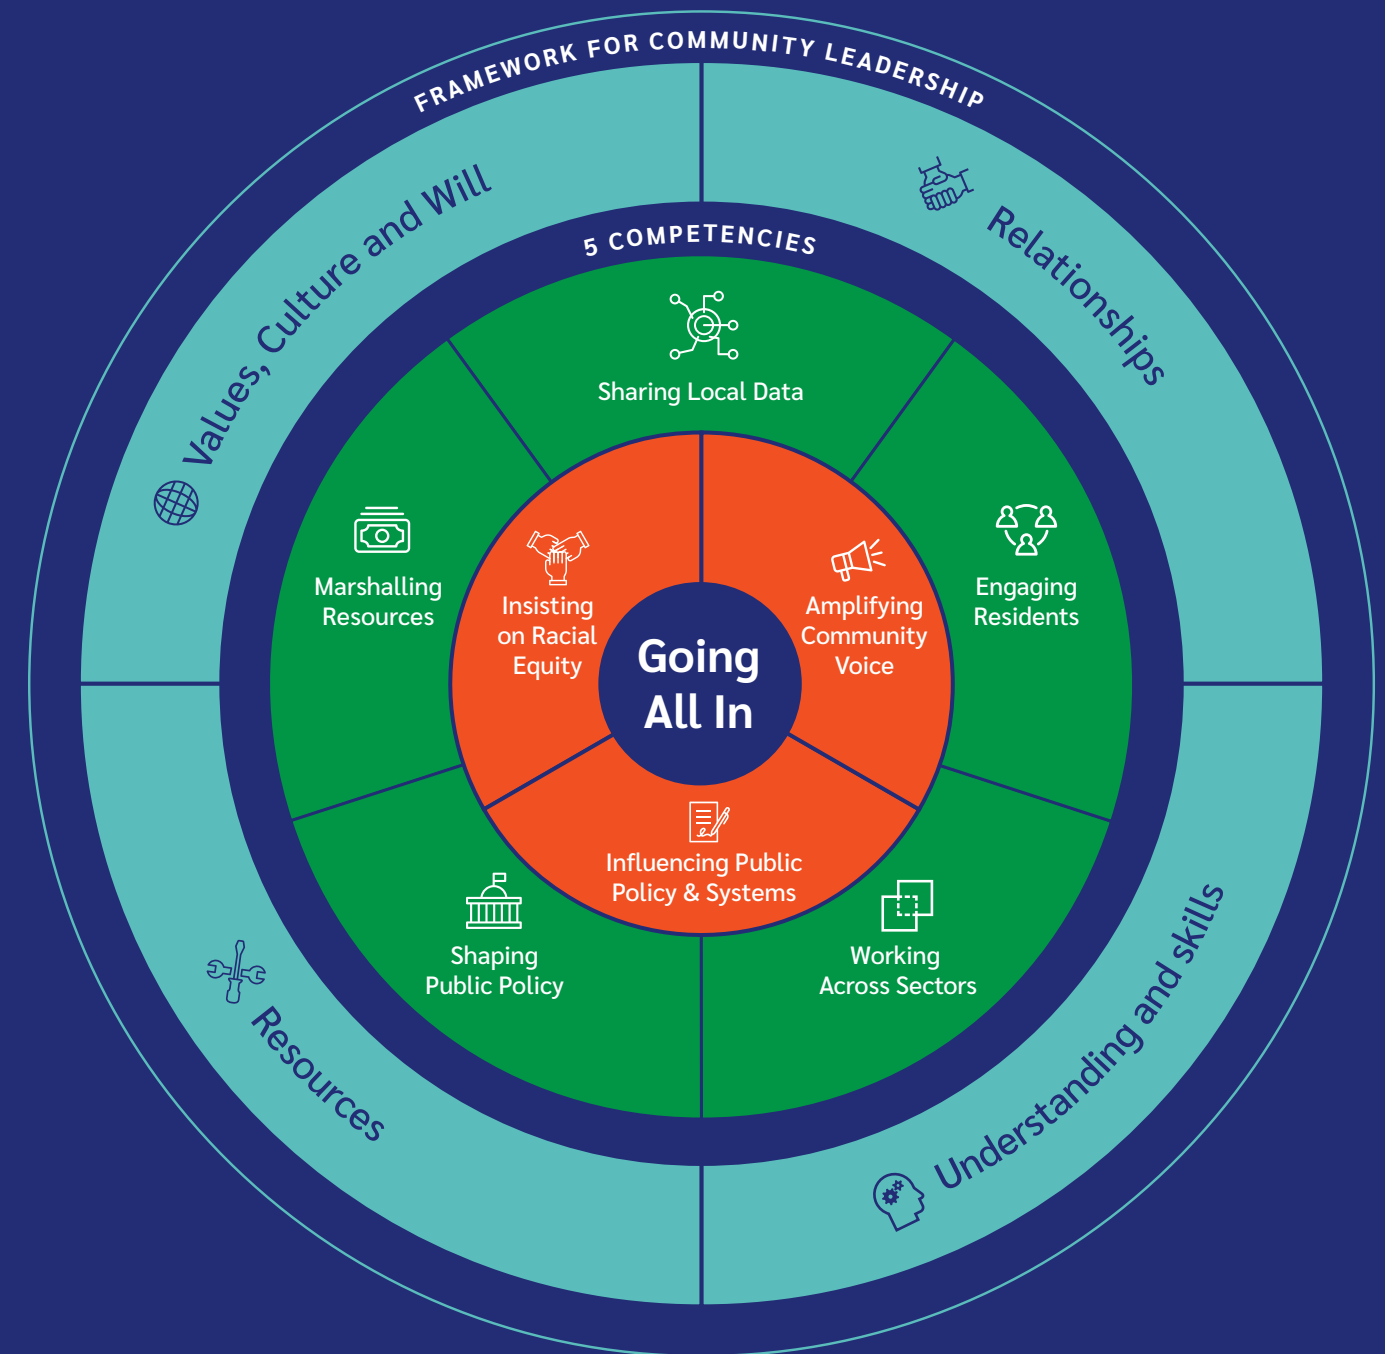 FRAMEWORK FOR COMMUNITY LEADERSHIP
Values, Culture and Will
Relationships
5 COMPETENCIES
Sharing Local Data
Marshalling
Resources
Insisting
on Racial
Equity
Going
All In
Amplifying
Community
Voice
Engaging
Residents
Influencing Public
Policy & Systems
Shaping
Public Policy
Working
Across Sectors
Resources
Understanding and skills